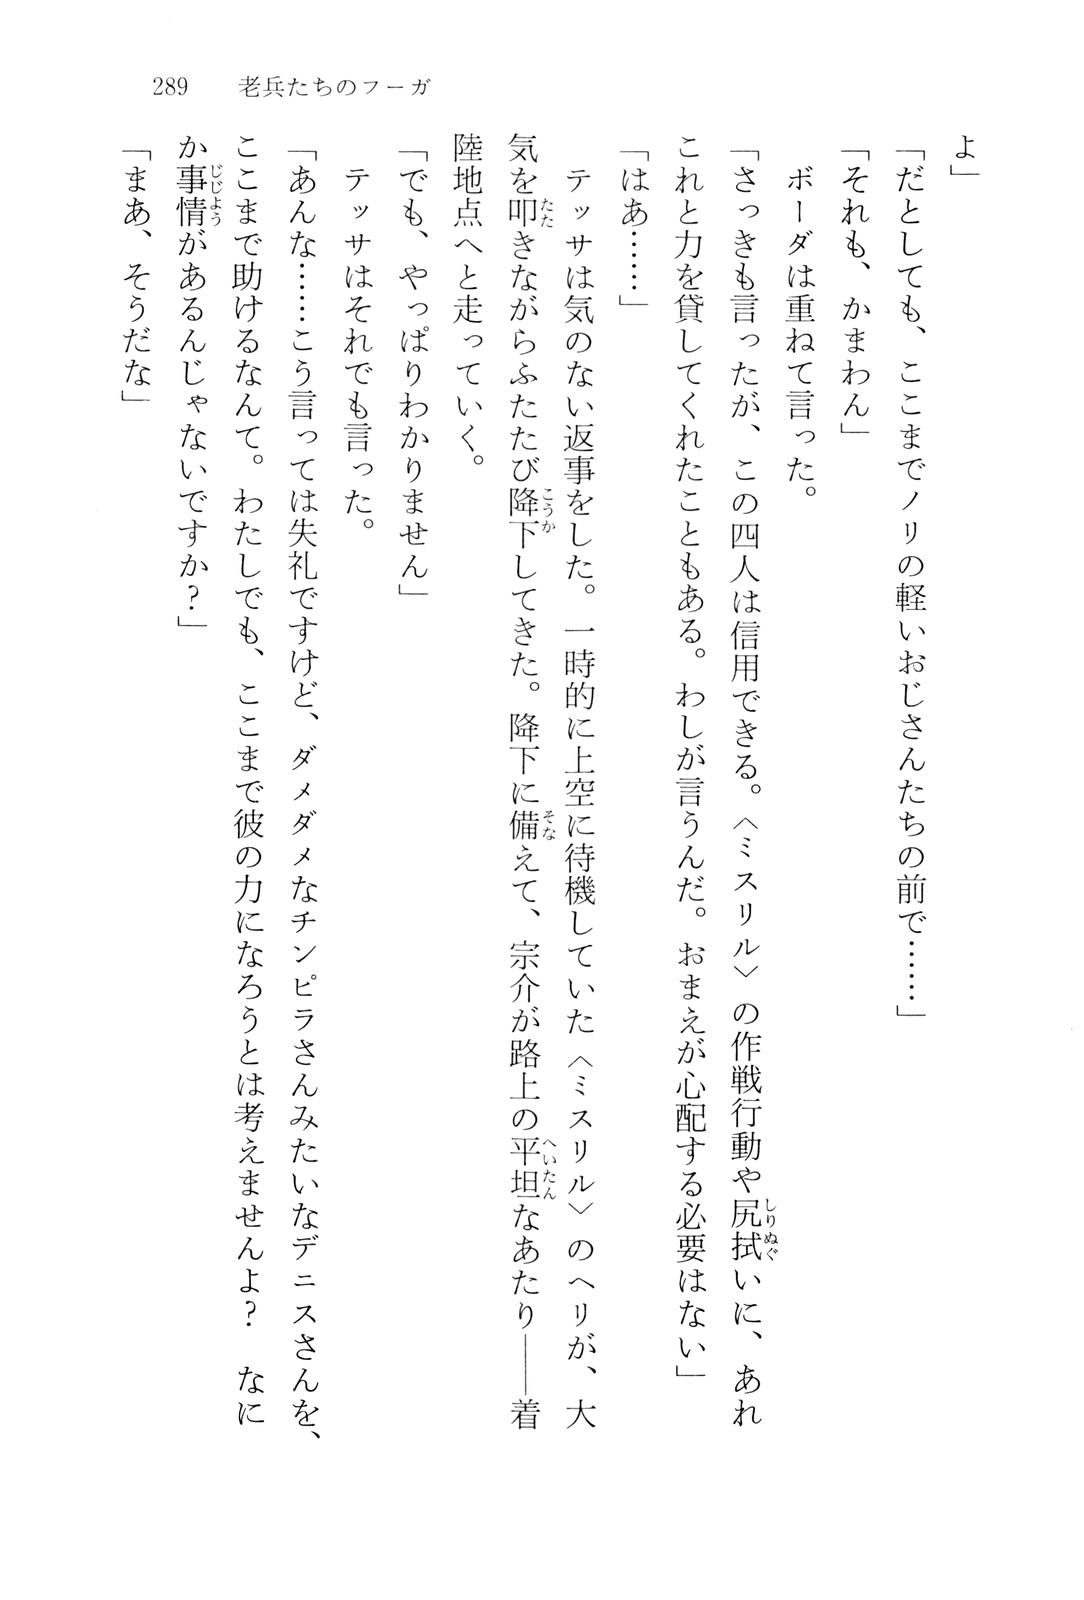 289　老兵たちのフーガ
よ」
「だとしても、ここまでノリの軽いおじさんたちの前で……」
「それも、かまわん」
　ボーダは重ねて言った。
「さっきも言ったが、この四人は信用できる。〈ミスリル〉の作戦行動や尻拭いに、あれ
これと力を貸してくれたこともある。わしが言うんだ。おまえが心配する必要はない」
「はあ……」
　テッサは気のない返事をした。一時的に上空に待機していた〈ミスリル〉のヘリが、大
気を叩きながらふたたび降下してきた。降下に備えて、宗介が路上の平坦なあたり――着
陸地点へと走っていく。
「でも、やっぱりわかりません」
　テッサはそれでも言った。
「あんな……こう言っては失礼ですけど、ダメダメなチンピラさんみたいなデニスさんを、
ここまで助けるなんて。わたしでも、ここまで彼の力になろうとは考えませんよ？　なに
か事情があるんじゃないですか？」
「まあ、そうだな」